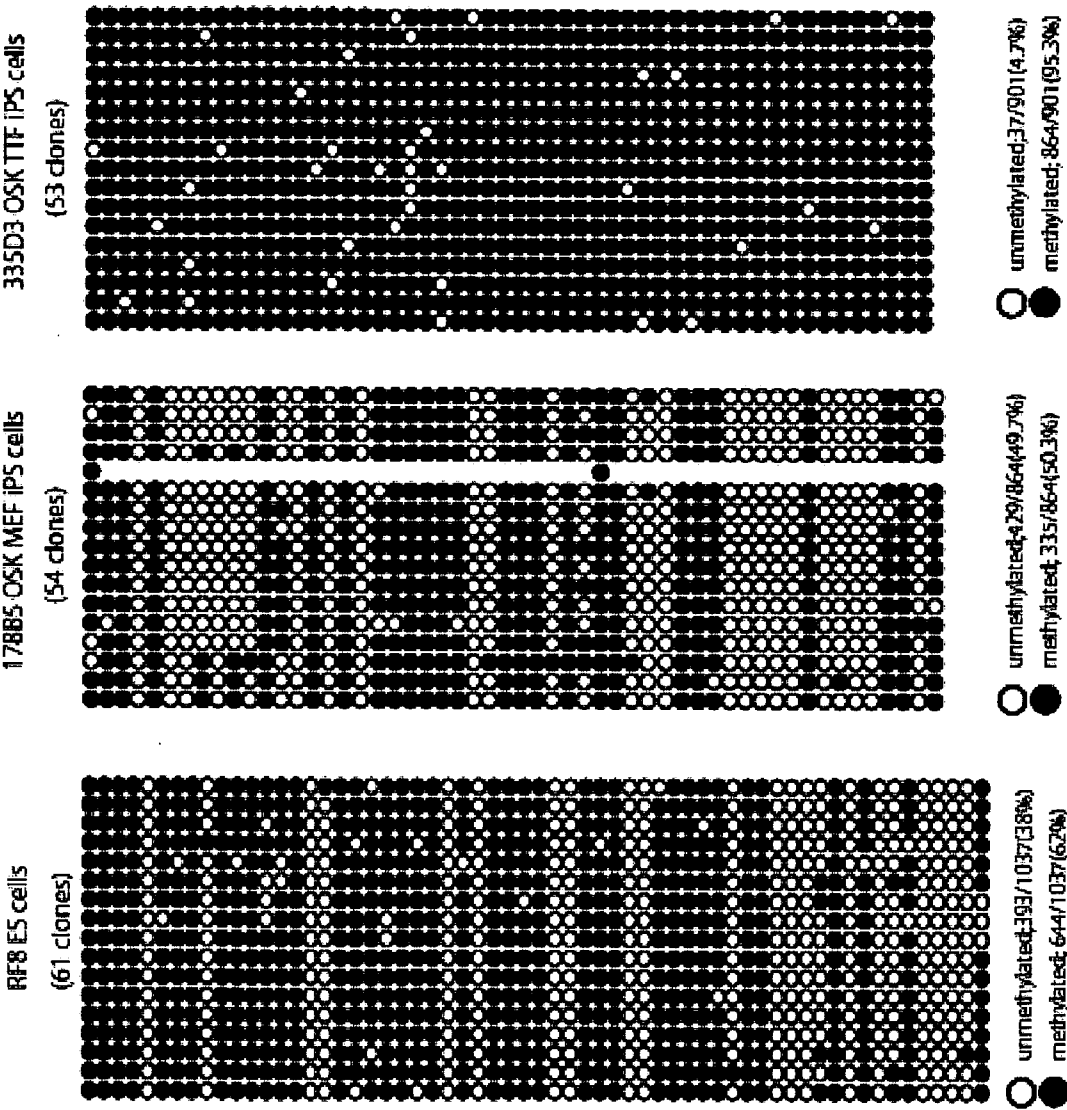 RF8 ES cells
(61 clones)
unmethylated;393/1037(38%)
methylated; 644/1037(62%)
178B5 OSK MEF iPS cells
(54 clones)
unmethylated;429/864(49.7%)
methylated; 335/864(50.3%)
335D3 OSK TTF iPS cells
(53 clones)
unmethylated;37/901(4.7%)
methylated; 864/901(95.3%)